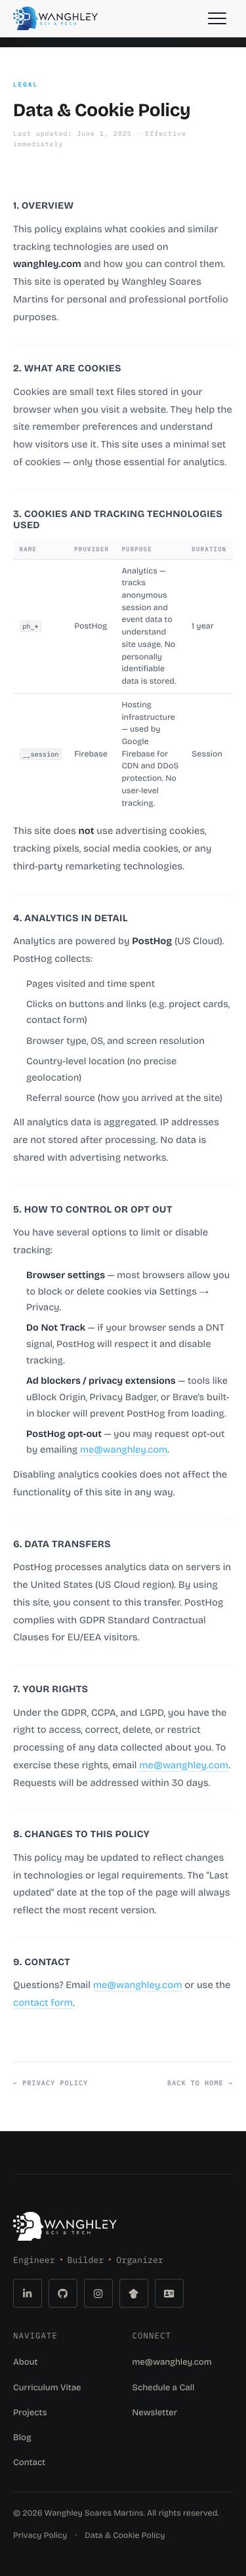 WANGHLEY
SCI & TECH
LEGAL
Data & Cookie Policy
Last updated: June 1, 2025 · Effective
immediately
1. OVERVIEW
This policy explains what cookies and similar
tracking technologies are used on
wanghley.com and how you can control them.
This site is operated by Wanghley Soares
Martins for personal and professional portfolio
purposes.
2. WHAT ARE COOKIES
Cookies are small text files stored in your
browser when you visit a website. They help the
site remember preferences and understand
how visitors use it. This site uses a minimal set
of cookies — only those essential for analytics.
3. COOKIES AND TRACKING TECHNOLOGIES
USED
NAME PROVIDER PURPOSE DURATION
ph_* PostHog Analytics —
tracks
anonymous
session and
event data to
understand
site usage. No
personally
identifiable
data is stored. 1 year
__session Firebase Hosting
infrastructure
— used by
Google
Firebase for
CDN and DDoS
protection. No
user-level
tracking. Session
This site does not use advertising cookies,
tracking pixels, social media cookies, or any
third-party remarketing technologies.
4. ANALYTICS IN DETAIL
Analytics are powered by PostHog (US Cloud).
PostHog collects:
Pages visited and time spent
Clicks on buttons and links (e.g. project cards,
contact form)
Browser type, OS, and screen resolution
Country-level location (no precise
geolocation)
Referral source (how you arrived at the site)
All analytics data is aggregated. IP addresses
are not stored after processing. No data is
shared with advertising networks.
5. HOW TO CONTROL OR OPT OUT
You have several options to limit or disable
tracking:
Browser settings — most browsers allow you
to block or delete cookies via Settings →
Privacy.
Do Not Track — if your browser sends a DNT
signal, PostHog will respect it and disable
tracking.
Ad blockers / privacy extensions — tools like
uBlock Origin, Privacy Badger, or Brave's built-
in blocker will prevent PostHog from loading.
PostHog opt-out — you may request opt-out
by emailing me@wanghley.com.
Disabling analytics cookies does not affect the
functionality of this site in any way.
6. DATA TRANSFERS
PostHog processes analytics data on servers in
the United States (US Cloud region). By using
this site, you consent to this transfer. PostHog
complies with GDPR Standard Contractual
Clauses for EU/EEA visitors.
7. YOUR RIGHTS
Under the GDPR, CCPA, and LGPD, you have the
right to access, correct, delete, or restrict
processing of any data collected about you. To
exercise these rights, email me@wanghley.com.
Requests will be addressed within 30 days.
8. CHANGES TO THIS POLICY
This policy may be updated to reflect changes
in technologies or legal requirements. The "Last
updated" date at the top of the page will always
reflect the most recent version.
9. CONTACT
Questions? Email me@wanghley.com or use the
contact form.
← PRIVACY POLICY BACK TO HOME →
WANGHLEY
SCI & TECH
Engineer • Builder • Organizer
NAVIGATE CONNECT
About me@wanghley.com
Curriculum Vitae Schedule a Call
Projects Newsletter
Blog
Contact
© 2026 Wanghley Soares Martins. All rights reserved.
Privacy Policy · Data & Cookie Policy